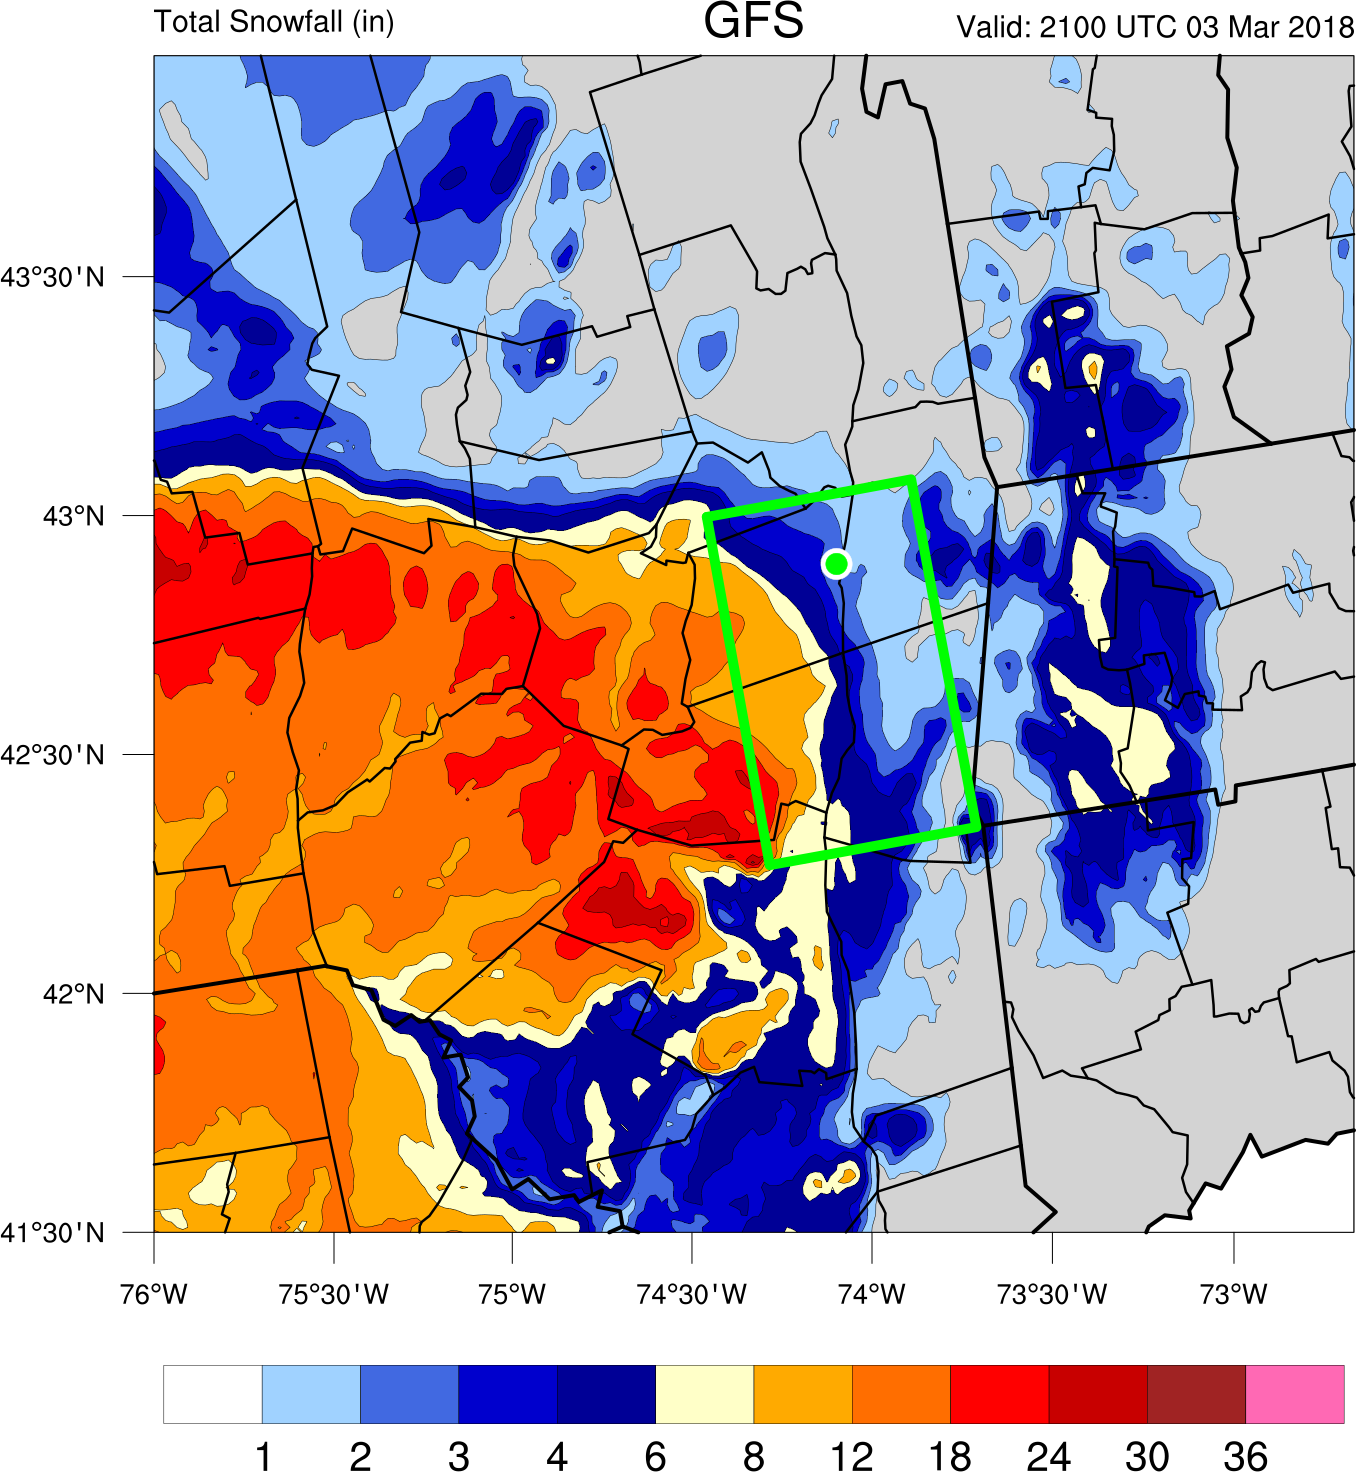 Total Snowfall (in) GFS Valid: 2100 UTC 03 Mar 2018
43°30'N
43°N
42°30'N
42°N
41°30'N
76°W 75°30'W 75°W 74°30'W 74°W 73°30'W 73°W
1 2 3 4 6 8 12 18 24 30 36